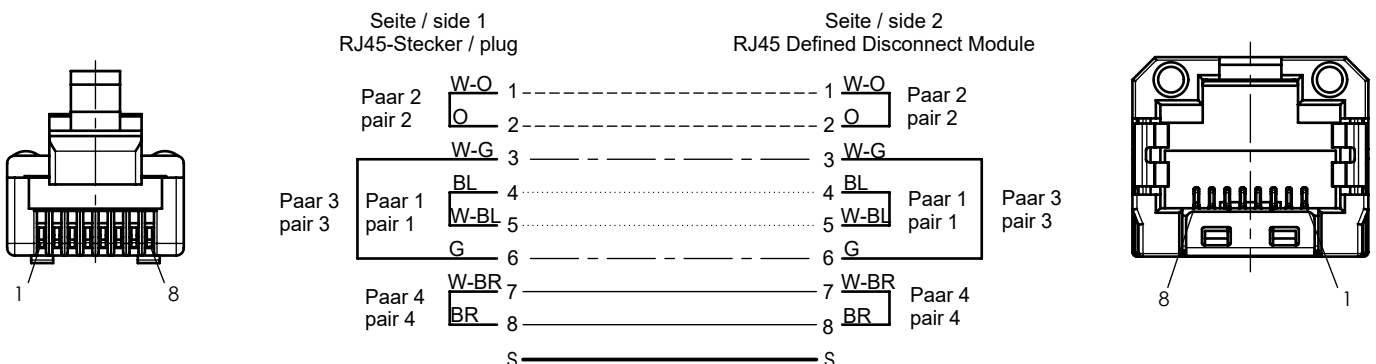 Seite / side 1
RJ45-Stecker / plug
Seite / side 2
RJ45 Defined Disconnect Module
Paar 2
pair 2
W-O 1
O 2
1 W-O
2 O
Paar 2
pair 2
W-G 3
3 W-G
Paar 3
pair 3
Paar 1
pair 1
BL 4
W-BL 5
4 BL
5 W-BL
Paar 1
pair 1
Paar 3
pair 3
G 6
6 G
Paar 4
pair 4
W-BR 7
BR 8
7 W-BR
8 BR
Paar 4
pair 4
S S
1 8
8 1